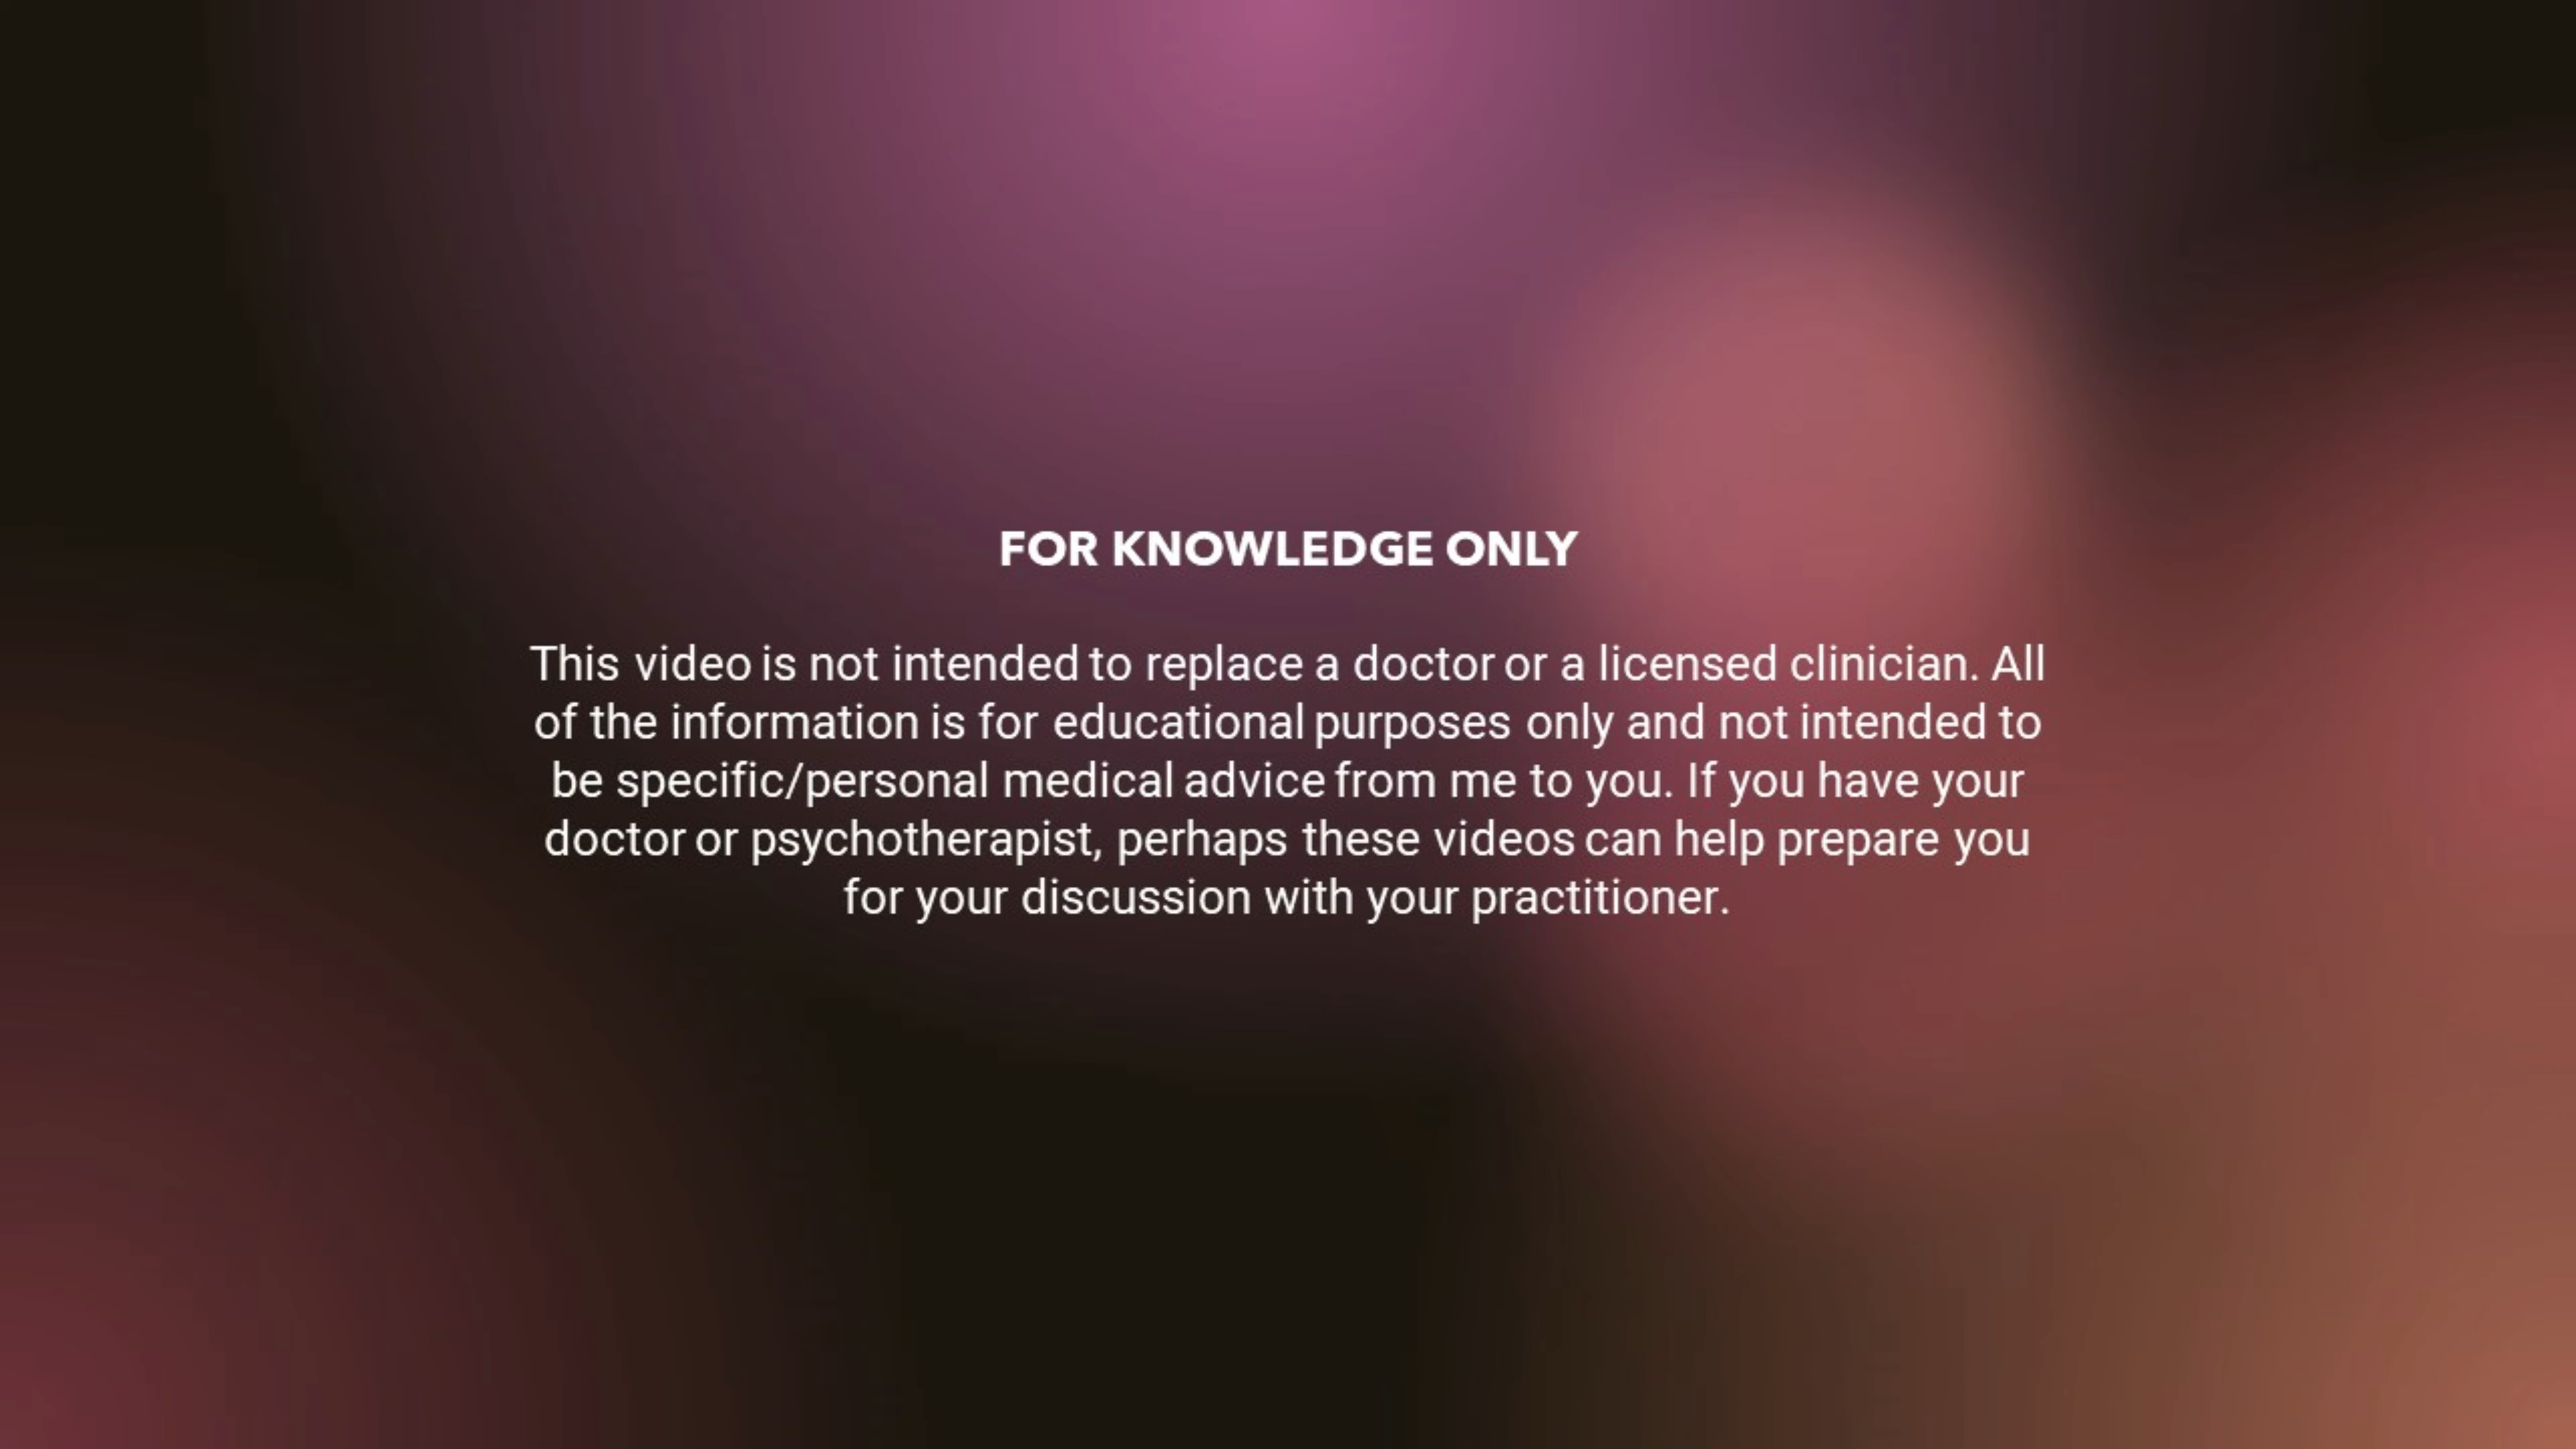 FOR KNOWLEDGE ONLY
This video is not intended to replace a doctor or a licensed clinician. All
of the information is for educational purposes only and not intended to
be specific/personal medical advice from me to you. If you have your
doctor or psychotherapist, perhaps these videos can help prepare you
for your discussion with your practitioner.